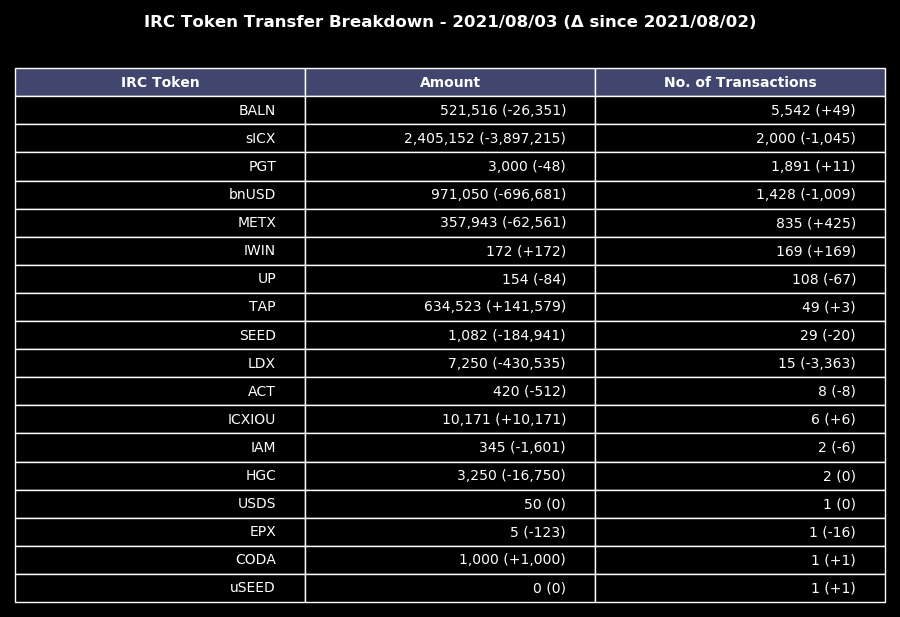 IRC Token Transfer Breakdown - 2021/08/03 (Δ since 2021/08/02)
IRC Token Amount No. of Transactions
BALN 521,516 (-26,351) 5,542 (+49)
sICX 2,405,152 (-3,897,215) 2,000 (-1,045)
PGT 3,000 (-48) 1,891 (+11)
bnUSD 971,050 (-696,681) 1,428 (-1,009)
METX 357,943 (-62,561) 835 (+425)
IWIN 172 (+172) 169 (+169)
UP 154 (-84) 108 (-67)
TAP 634,523 (+141,579) 49 (+3)
SEED 1,082 (-184,941) 29 (-20)
LDX 7,250 (-430,535) 15 (-3,363)
ACT 420 (-512) 8 (-8)
ICXIOU 10,171 (+10,171) 6 (+6)
IAM 345 (-1,601) 2 (-6)
HGC 3,250 (-16,750) 2 (0)
USDS 50 (0) 1 (0)
EPX 5 (-123) 1 (-16)
CODA 1,000 (+1,000) 1 (+1)
uSEED 0 (0) 1 (+1)